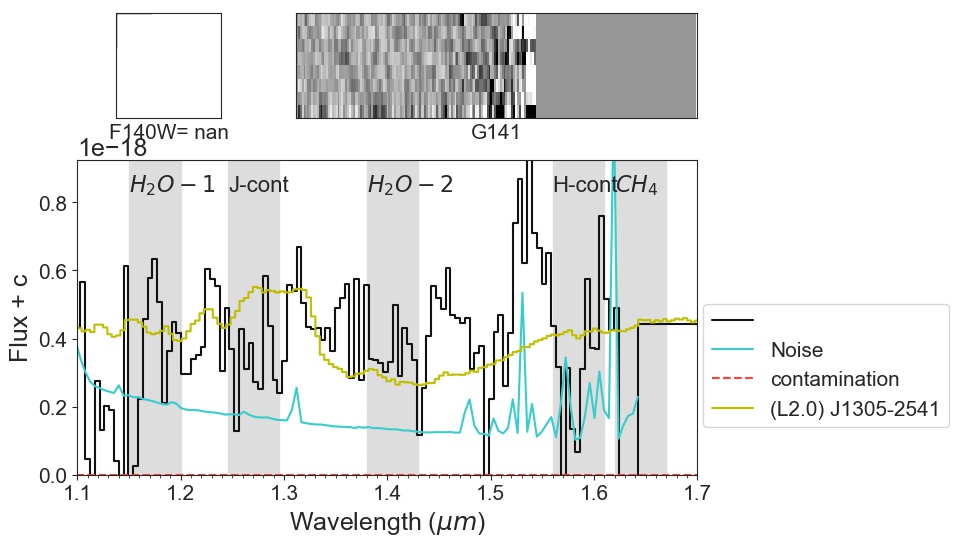 F140W= nan
G141
1e−18
H₂O − 1 J-cont H₂O − 2 H-cont CH₄
Flux + c
0.8
0.6
0.4
0.2
0.0
1.1 1.2 1.3 1.4 1.5 1.6 1.7
Wavelength (μm)
Noise
contamination
(L2.0) J1305-2541